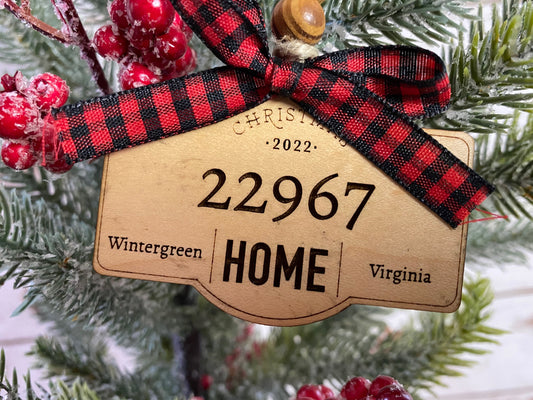 CHRISTMAS
·2022·
22967
Wintergreen HOME Virginia